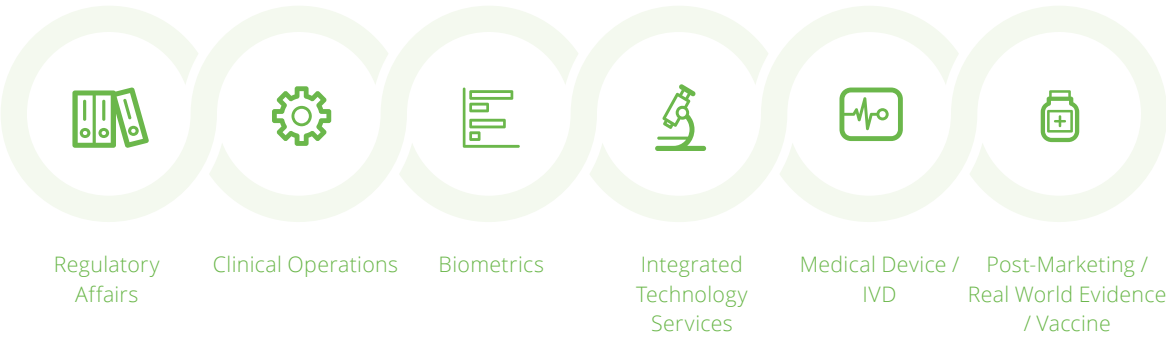 Regulatory
Affairs
Clinical Operations
Biometrics
Integrated
Technology
Services
Medical Device /
IVD
Post-Marketing /
Real World Evidence
/ Vaccine